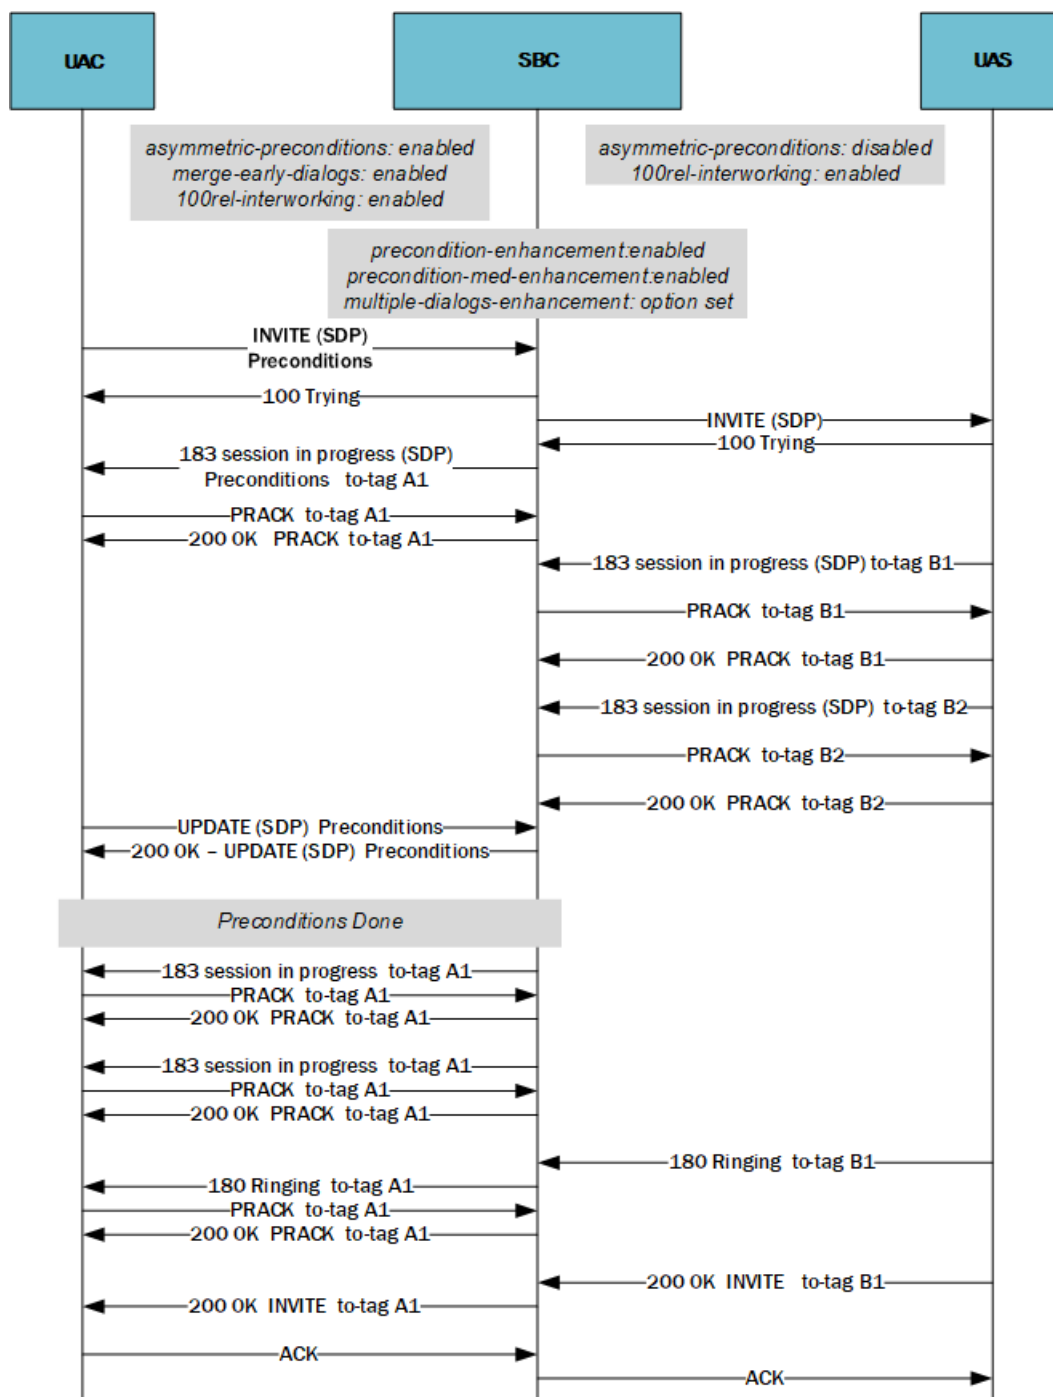 UAC
SBC
UAS
asymmetric-preconditions: enabled
merge-early-dialogs: enabled
100rel-interworking: enabled
asymmetric-preconditions: disabled
100rel-interworking: enabled
precondition-enhancement:enabled
precondition-med-enhancement:enabled
multiple-dialogs-enhancement: option set
INVITE (SDP)
Preconditions
100 Trying
INVITE (SDP)
100 Trying
183 session in progress (SDP)
Preconditions to-tag A1
PRACK to-tag A1
200 OK PRACK to-tag A1
183 session in progress (SDP) to-tag B1
PRACK to-tag B1
200 OK PRACK to-tag B1
183 session in progress (SDP) to-tag B2
PRACK to-tag B2
200 OK PRACK to-tag B2
UPDATE (SDP) Preconditions
200 OK – UPDATE (SDP) Preconditions
Preconditions Done
183 session in progress to-tag A1
PRACK to-tag A1
200 OK PRACK to-tag A1
183 session in progress to-tag A1
PRACK to-tag A1
200 OK PRACK to-tag A1
180 Ringing to-tag B1
180 Ringing to-tag A1
PRACK to-tag A1
200 OK PRACK to-tag A1
200 OK INVITE to-tag B1
200 OK INVITE to-tag A1
ACK
ACK